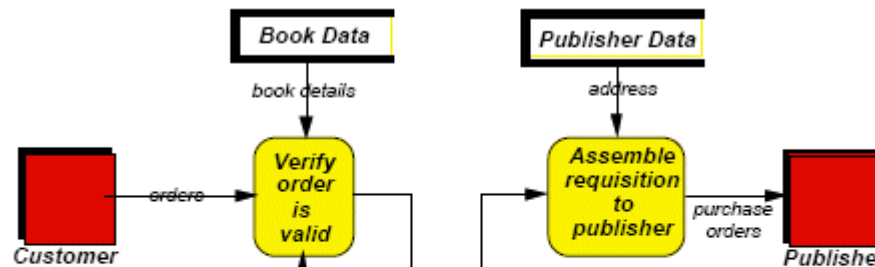 Book Data
Publisher Data
book details
address
Verify
order
is
valid
Assemble
requisition
to
publisher
orders
purchase
orders
Customer
Publishe